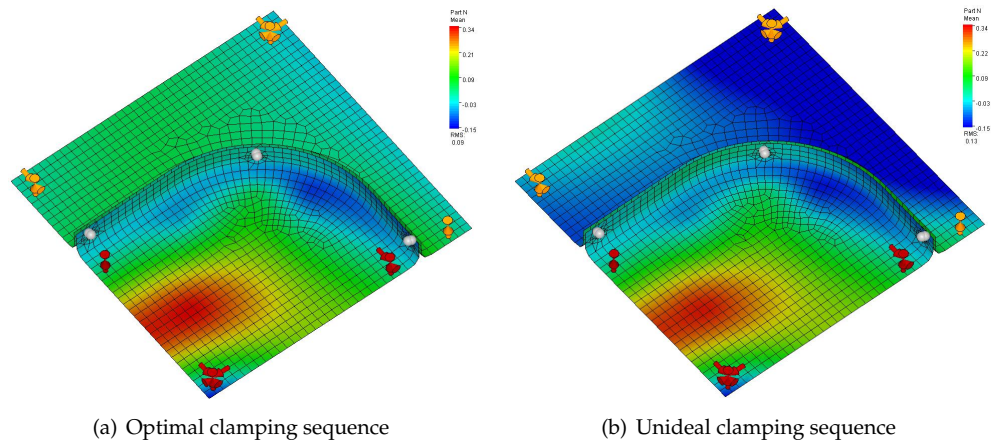 Part N
Mean
0.34
0.21
0.09
-0.03
-0.15
RMS:
0.09
Part N
Mean
0.34
0.21
0.09
-0.03
-0.15
RMS:
0.13
(a) Optimal clamping sequence
(b) Unideal clamping sequence